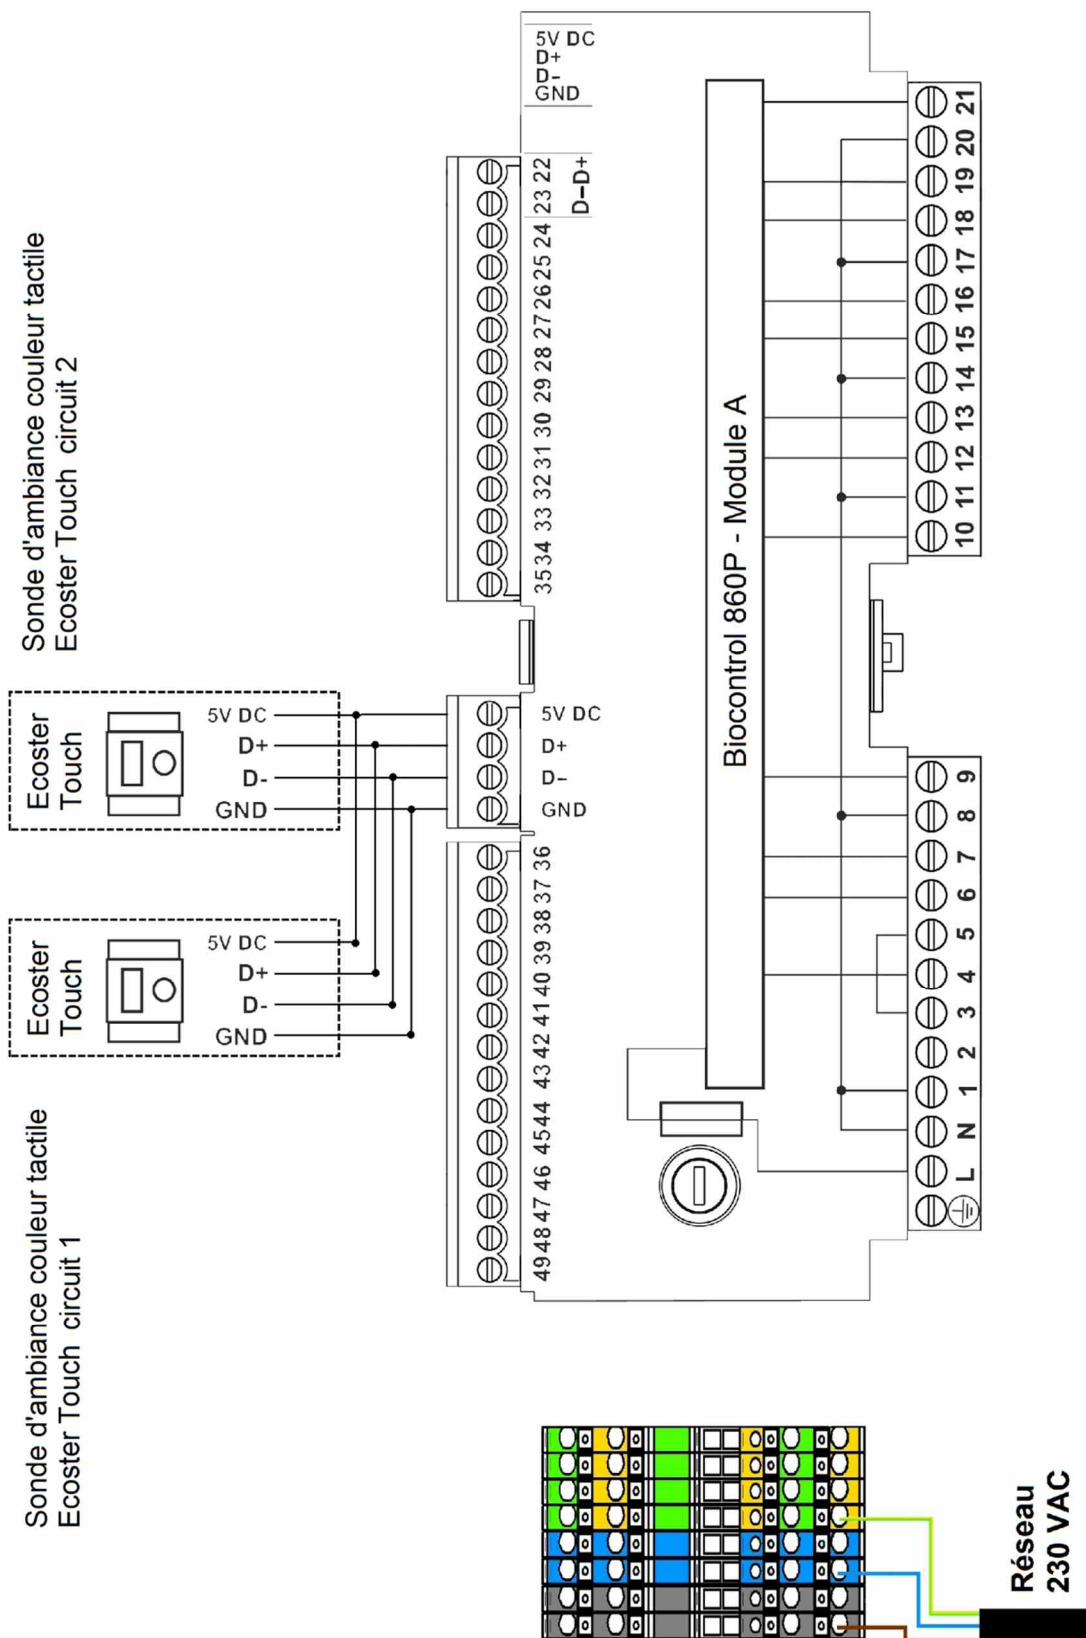 Sonde d'ambiance couleur tactile
Ecoster Touch circuit 1
Sonde d'ambiance couleur tactile
Ecoster Touch circuit 2
Ecoster
Touch
5V DC
D+
D-
GND
Ecoster
Touch
5V DC
D+
D-
GND
49 48 47 46 45 44 43 42 41 40 39 38 37 36
GND
D-
D+
5V DC
35 34 33 32 31 30 29 28 27 26 25 24 23 22
D- D+
5V DC
D+
D-
GND
Biocontrol 860P - Module A
L N 1 2 3 4 5 6 7 8 9 10 11 12 13 14 15 16 17 18 19 20 21
Réseau
230 VAC